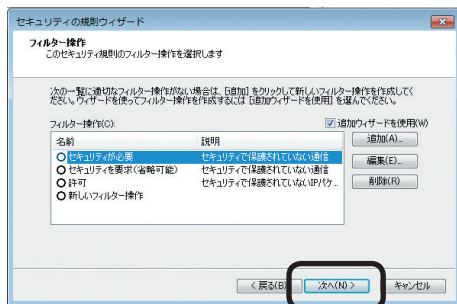 セキュリティの規則ウィザード
フィルター操作
このセキュリティ規則のフィルター操作を選択します
次の一覧に適切なフィルター操作がない場合は、[追加] をクリックして新しいフィルター操作を作成してく
ださい。ウィザードを使ってフィルター操作を作成するには [追加ウィザードを使用] を選んでください。
フィルター操作(C):
追加ウィザードを使用(W)
名前 説明
セキュリティが必要 セキュリティで保護されていない通信
セキュリティを要求(省略可能) セキュリティで保護されていない通信
許可 セキュリティで保護されていないIPパケ...
新しいフィルター操作
追加(A)...
編集(E)...
削除(R)
< 戻る(B)
次へ(N) >
キャンセル